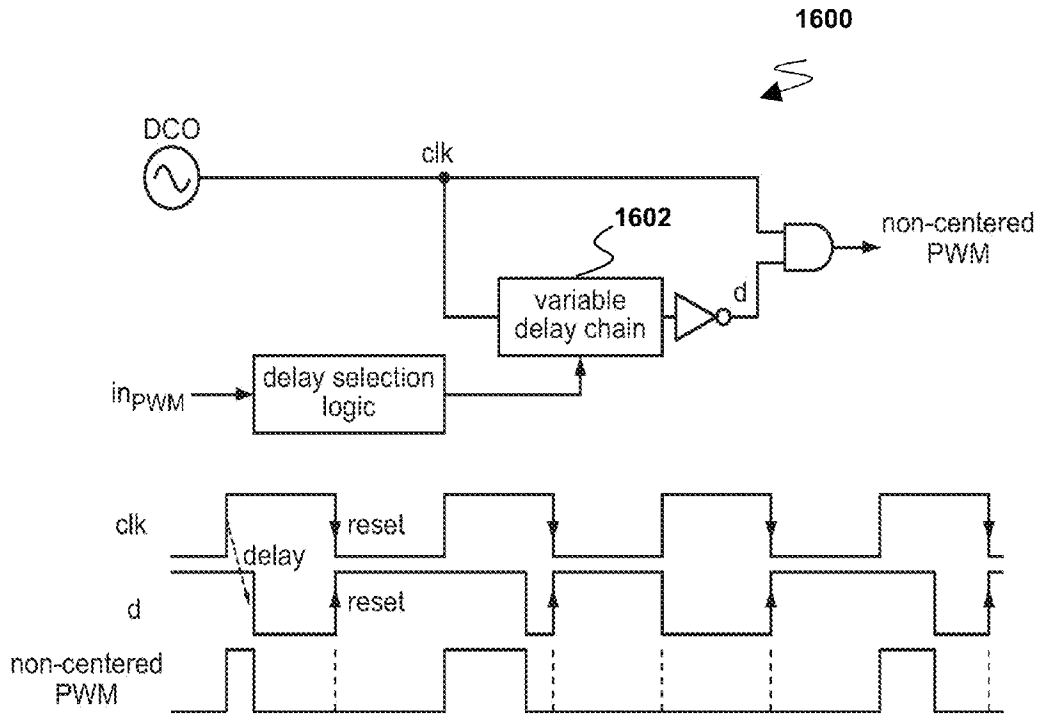 1600
DCO
clk
1602
non-centered
PWM
variable
delay chain
d
inPWM
delay selection
logic
clk
reset
delay
d
reset
non-centered
PWM